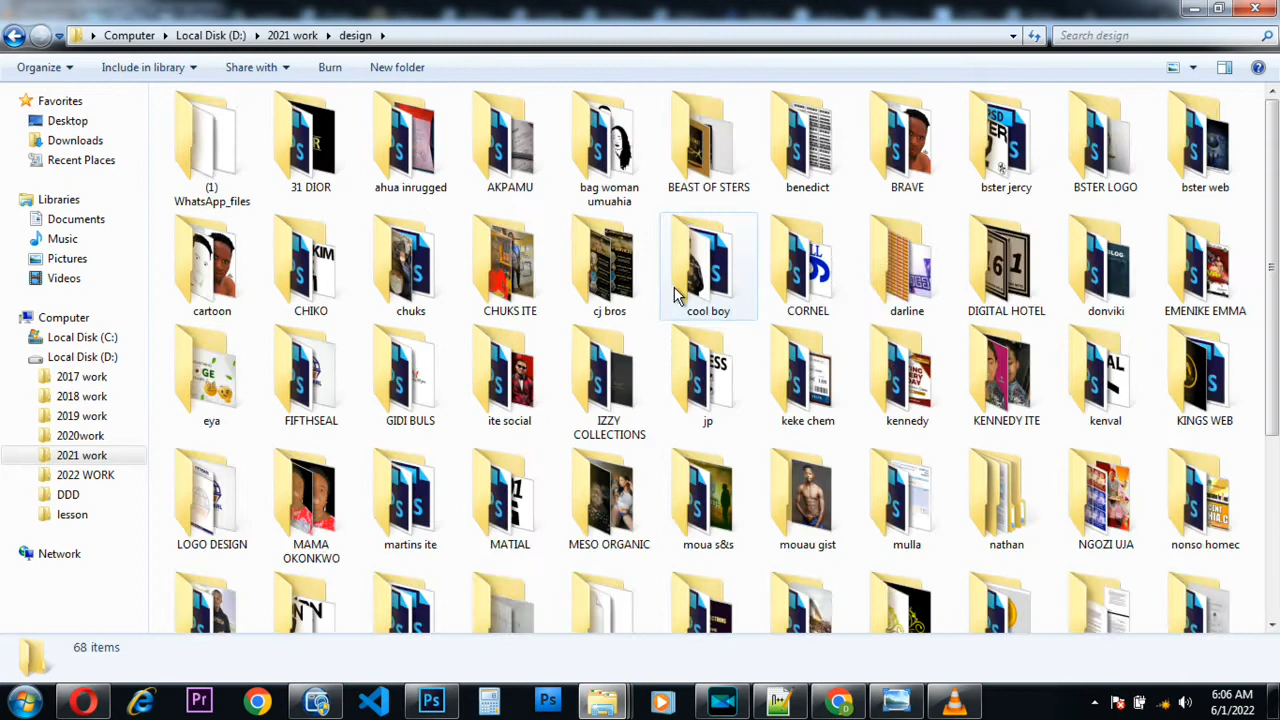 Computer Local Disk (D:) 2021 work design
Search design
Organize Include in library Share with Burn New folder
Favorites
Desktop
Downloads
Recent Places
Libraries
Documents
Music
Pictures
Videos
Computer
Local Disk (C:)
Local Disk (D:)
2017 work
2018 work
2019 work
2020work
2021 work
2022 WORK
DDD
lesson
Network
(1) WhatsApp_files 31 DIOR ahua inrugged AKPAMU bag woman umuahia BEAST OF STERS benedict BRAVE bster jercy BSTER LOGO bster web
cartoon CHIKO chuks CHUKS ITE cj bros cool boy CORNEL darline DIGITAL HOTEL donviki EMENIKE EMMA
eya FIFTHSEAL GIDI BULS ite social IZZY COLLECTIONS jp keke chem kennedy KENNEDY ITE kenval KINGS WEB
LOGO DESIGN MAMA OKONKWO martins ite MATIAL MESO ORGANIC moua s&s mouau gist mulla nathan NGOZI UJA nonso homec
68 items
6:06 AM
6/1/2022